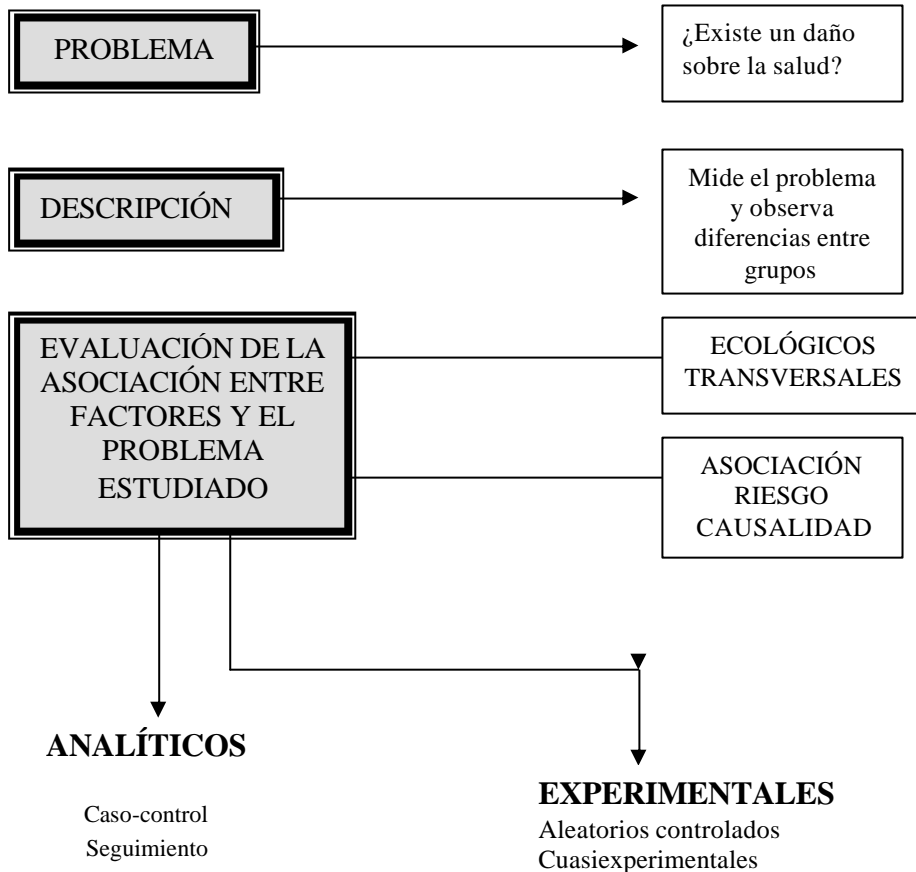 PROBLEMA
¿Existe un daño
sobre la salud?
DESCRIPCIÓN
Mide el problema
y observa
diferencias entre
grupos
EVALUACIÓN DE LA
ASOCIACIÓN ENTRE
FACTORES Y EL
PROBLEMA
ESTUDIADO
ECOLÓGICOS
TRANSVERSALES
ASOCIACIÓN
RIESGO
CAUSALIDAD
ANALÍTICOS
Caso-control
Seguimiento
EXPERIMENTALES
Aleatorios controlados
Cuasiexperimentales